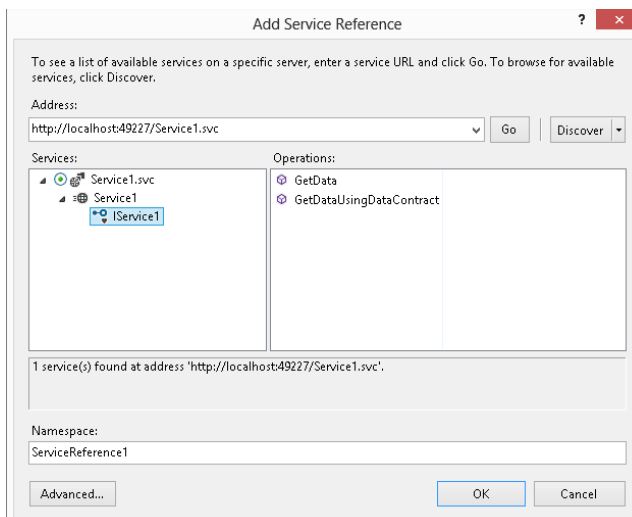 Add Service Reference
?
×
To see a list of available services on a specific server, enter a service URL and click Go. To browse for available
services, click Discover.
Address:
http://localhost:49227/Service1.svc
Go
Discover
Services:
Operations:
Service1.svc
GetData
Service1
GetDataUsingDataContract
IService1
1 service(s) found at address 'http://localhost:49227/Service1.svc'.
Namespace:
ServiceReference1
Advanced...
OK
Cancel